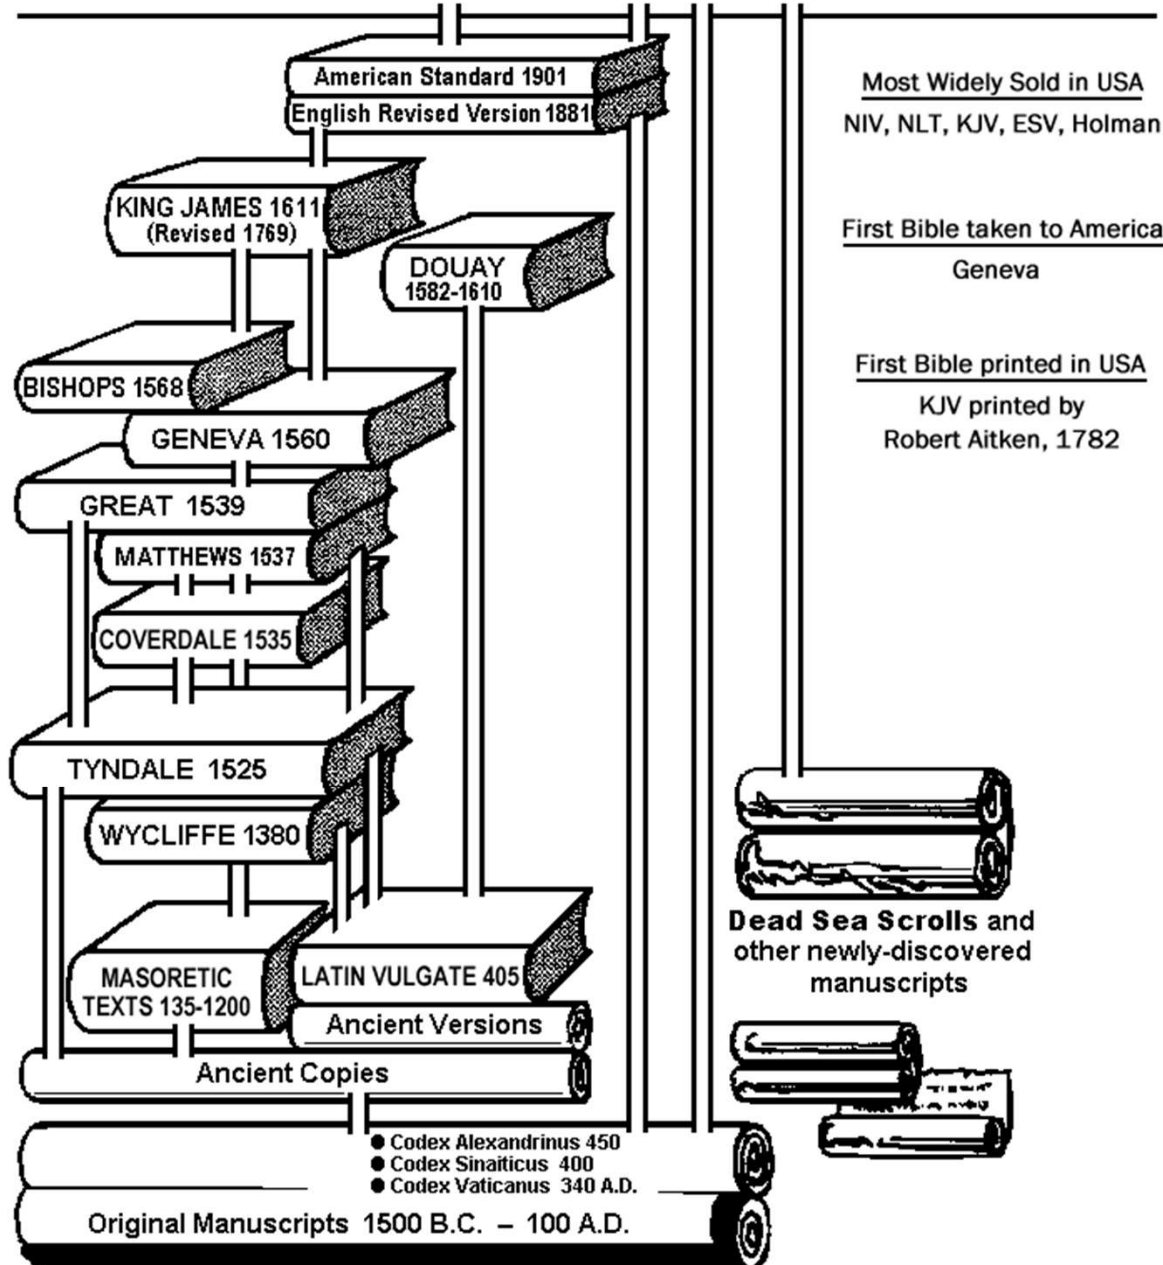 American Standard 1901
English Revised Version 1881
KING JAMES 1611
(Revised 1769)
DOUAY
1582-1610
BISHOPS 1568
GENEVA 1560
GREAT 1539
MATTHEWS 1537
COVERDALE 1535
TYNDALE 1525
WYCLIFFE 1380
MASORETIC
TEXTS 135-1200
LATIN VULGATE 405
Ancient Versions
Ancient Copies
● Codex Alexandrinus 450
● Codex Sinaiticus 400
● Codex Vaticanus 340 A.D.
Original Manuscripts 1500 B.C. – 100 A.D.
Most Widely Sold in USA
NIV, NLT, KJV, ESV, Holman
First Bible taken to America
Geneva
First Bible printed in USA
KJV printed by
Robert Aitken, 1782
Dead Sea Scrolls and
other newly-discovered
manuscripts